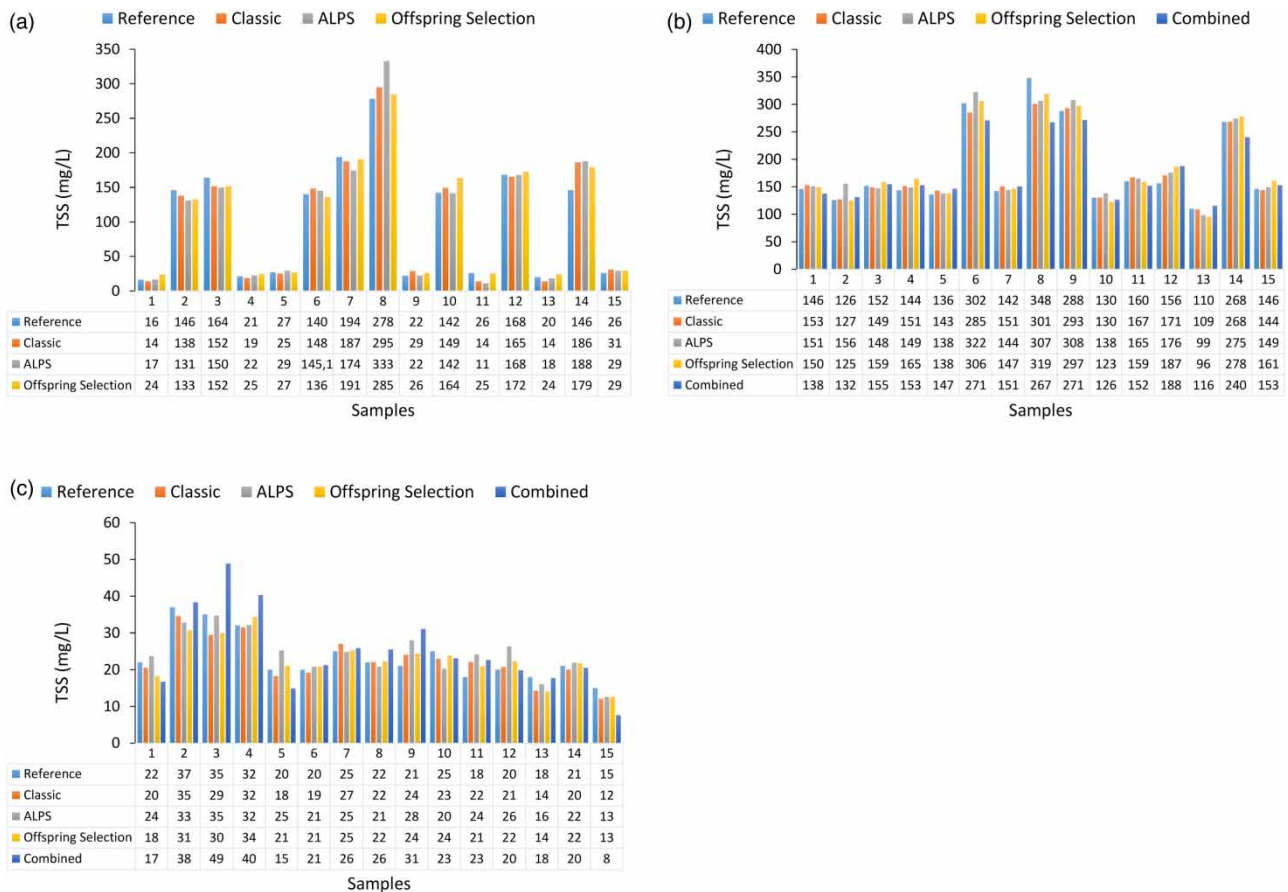 (a) Reference Classic ALPS Offspring Selection
TSS (mg/L)
350
300
250
200
150
100
50
0
1 2 3 4 5 6 7 8 9 10 11 12 13 14 15
Reference 16 146 164 21 27 140 194 278 22 142 26 168 20 146 26
Classic 14 138 152 19 25 148 187 295 29 149 14 165 14 186 31
ALPS 17 131 150 22 29 145,1 174 333 22 142 11 168 18 188 29
Offspring Selection 24 133 152 25 27 136 191 285 26 164 25 172 24 179 29
Samples
(b) Reference Classic ALPS Offspring Selection Combined
TSS (mg/L)
400
350
300
250
200
150
100
50
0
1 2 3 4 5 6 7 8 9 10 11 12 13 14 15
Reference 146 126 152 144 136 302 142 348 288 130 160 156 110 268 146
Classic 153 127 149 151 143 285 151 301 293 130 167 171 109 268 144
ALPS 151 156 148 149 138 322 144 307 308 138 165 176 99 275 149
Offspring Selection 150 125 159 165 138 306 147 319 297 123 159 187 96 278 161
Combined 138 132 155 153 147 271 151 267 271 126 152 188 116 240 153
Samples
(c) Reference Classic ALPS Offspring Selection Combined
TSS (mg/L)
60
50
40
30
20
10
0
1 2 3 4 5 6 7 8 9 10 11 12 13 14 15
Reference 22 37 35 32 20 20 25 22 21 25 18 20 18 21 15
Classic 20 35 29 32 18 19 27 22 24 23 22 21 14 20 12
ALPS 24 33 35 32 25 21 25 21 28 20 24 26 16 22 13
Offspring Selection 18 31 30 34 21 21 25 22 24 24 21 22 14 22 13
Combined 17 38 49 40 15 21 26 26 31 23 23 20 18 20 8
Samples